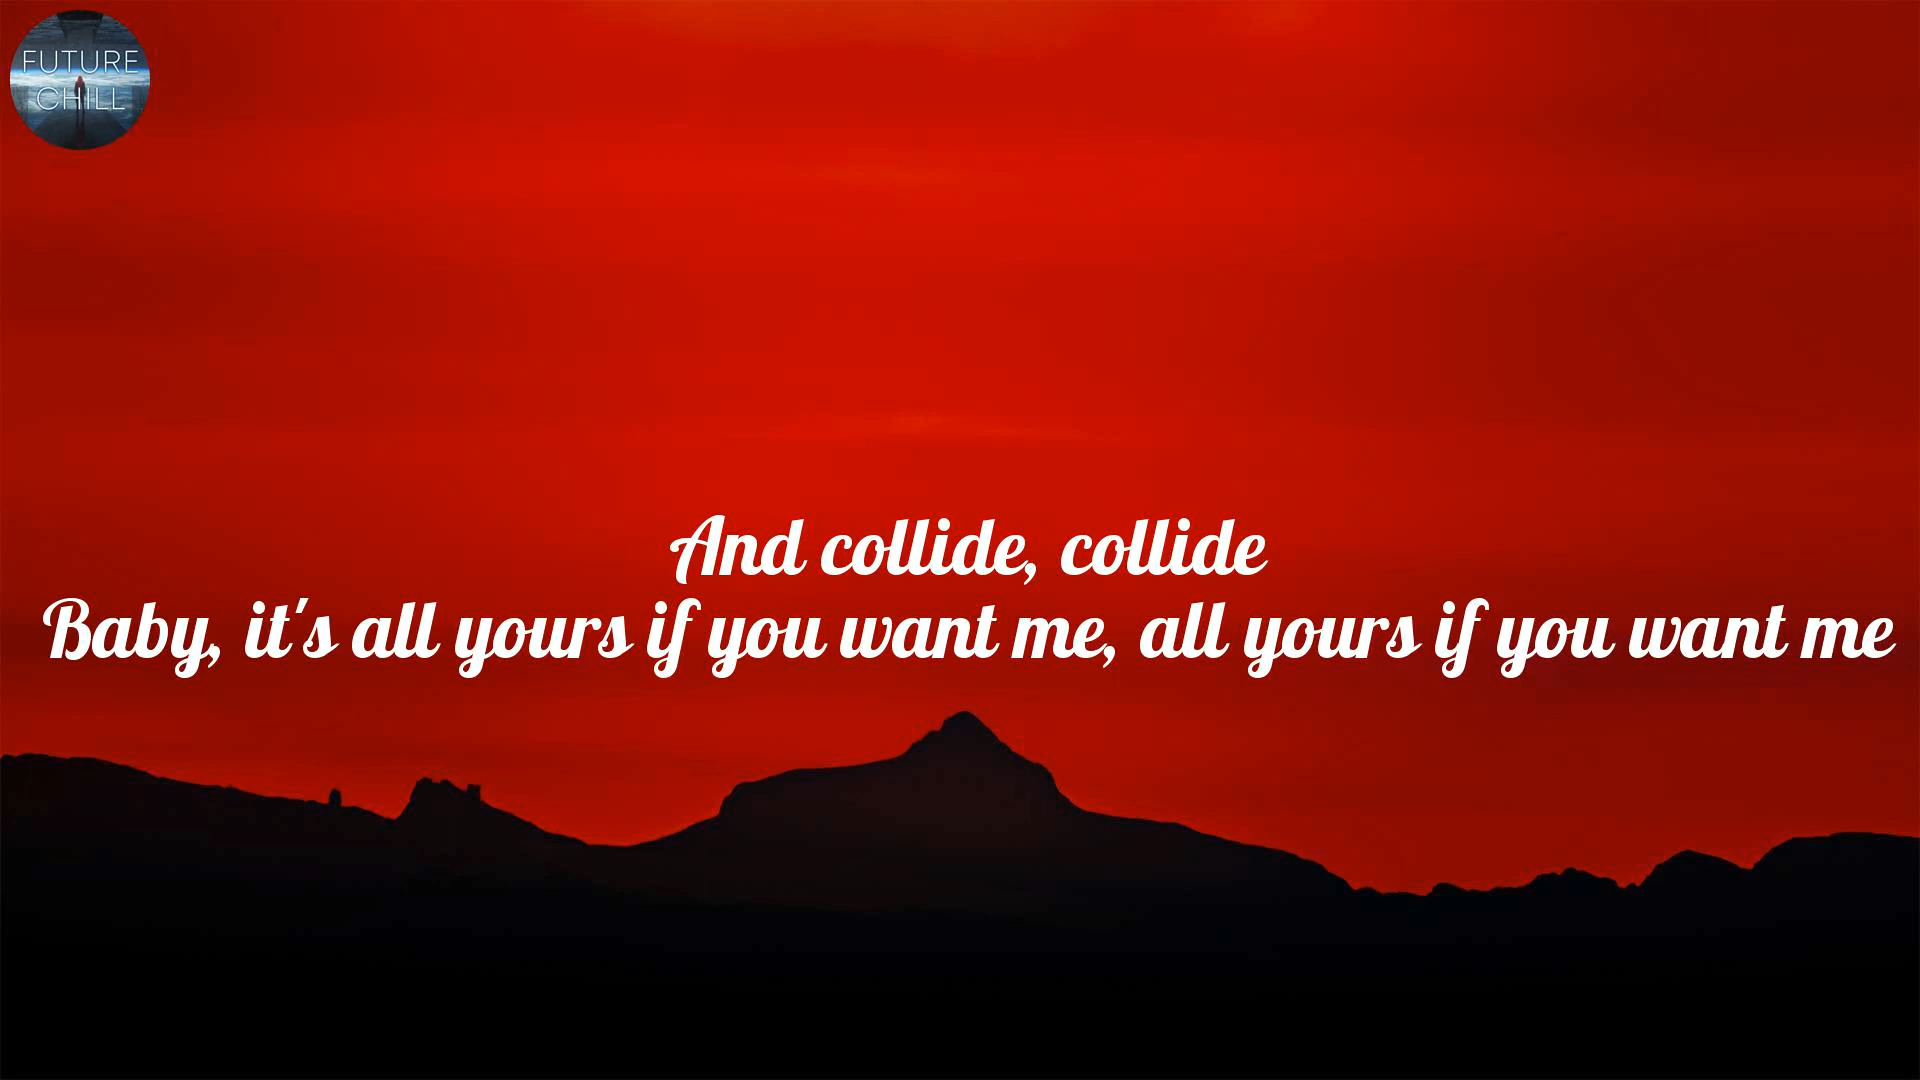 FUTURE
CHILL
And collide, collide
Baby, it's all yours if you want me, all yours if you want me